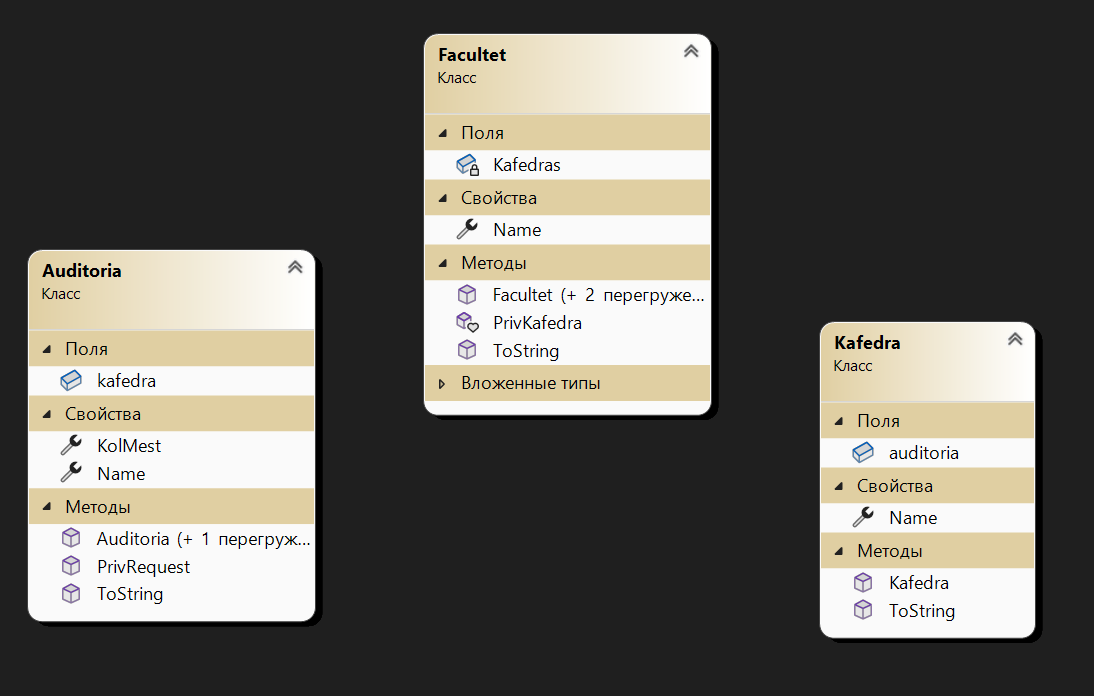 Facultet
Класс
Поля
Kafedras
Свойства
Name
Методы
Facultet (+ 2 перегруже...
PrivKafedra
ToString
Вложенные типы
Auditoria
Класс
Поля
kafedra
Свойства
KolMest
Name
Методы
Auditoria (+ 1 перегруж...
PrivRequest
ToString
Kafedra
Класс
Поля
auditoria
Свойства
Name
Методы
Kafedra
ToString